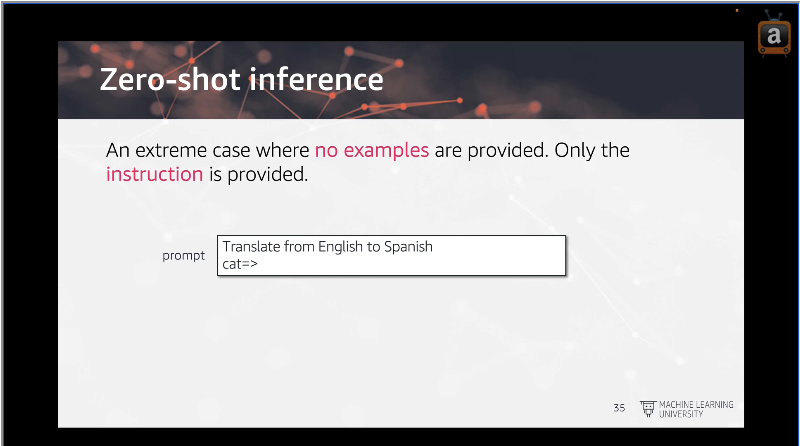 a
Zero-shot inference
An extreme case where no examples are provided. Only the
instruction is provided.
prompt
Translate from English to Spanish
cat=>
35
MACHINE LEARNING
UNIVERSITY